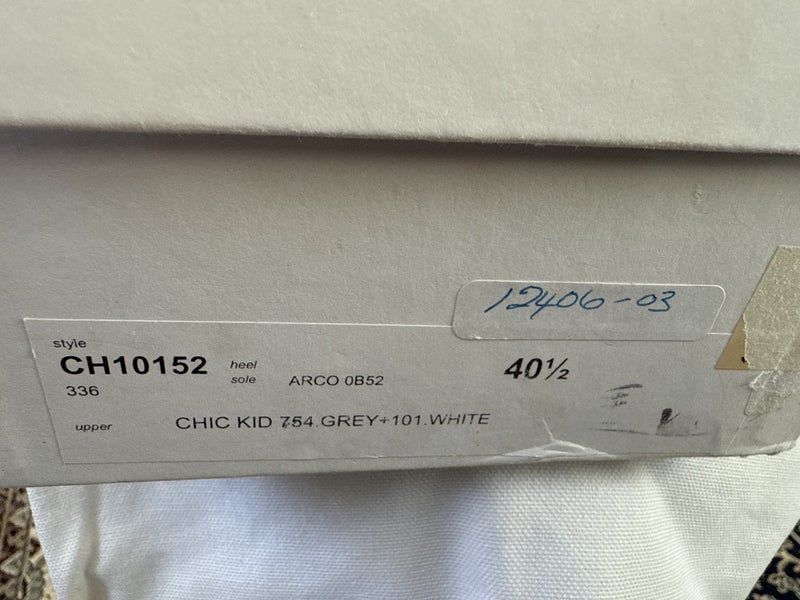 12406-03
style
CH10152
336
heel
sole
ARCO 0B52
40½
upper
CHIC KID 754.GREY+101.WHITE